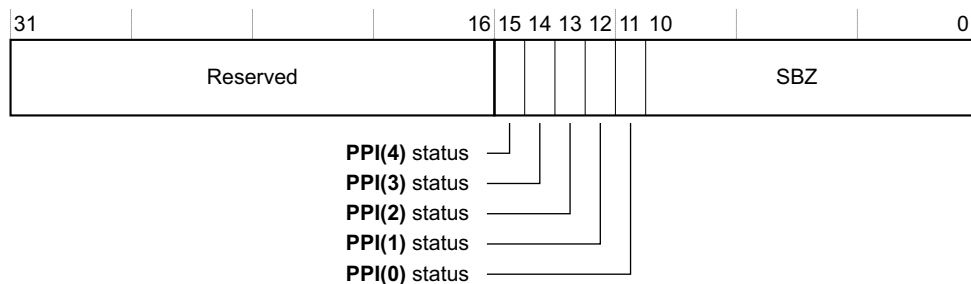 31 16 15 14 13 12 11 10 0
Reserved SBZ
PPI(4) status
PPI(3) status
PPI(2) status
PPI(1) status
PPI(0) status